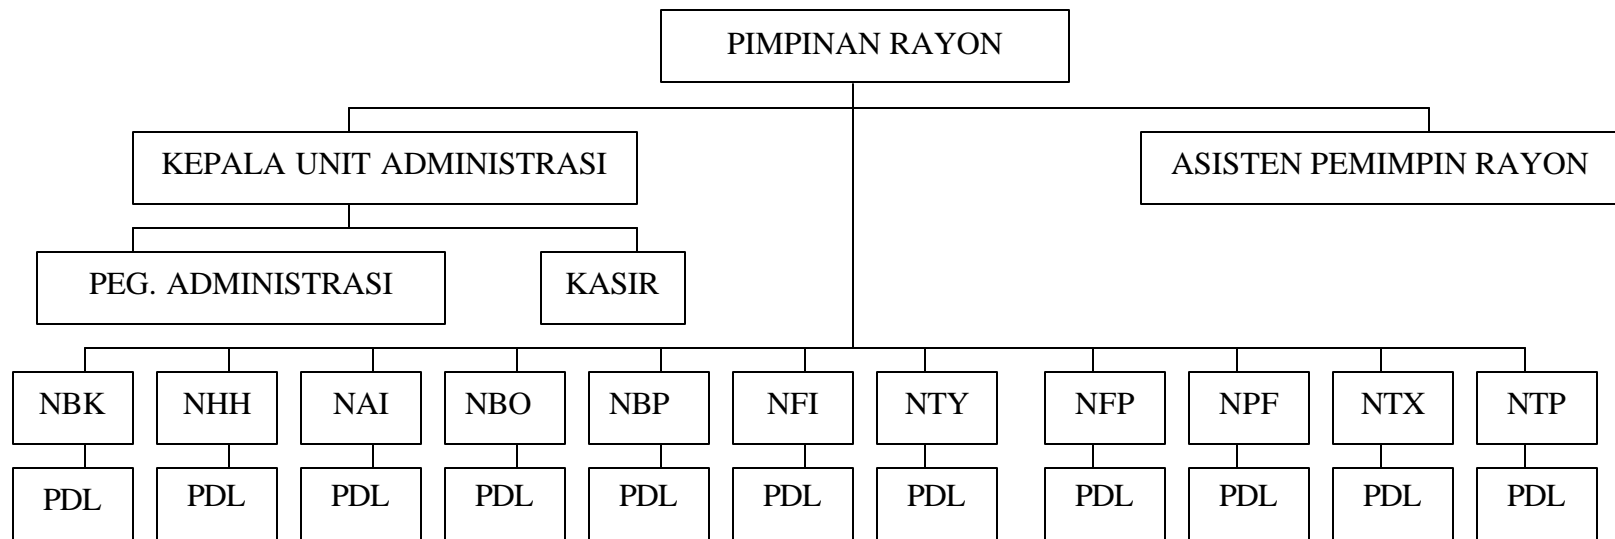 PIMPINAN RAYON
KEPALA UNIT ADMINISTRASI
ASISTEN PEMIMPIN RAYON
PEG. ADMINISTRASI
KASIR
NBK NHH NAI NBO NBP NFI NTY NFP NPF NTX NTP
PDL PDL PDL PDL PDL PDL PDL PDL PDL PDL PDL